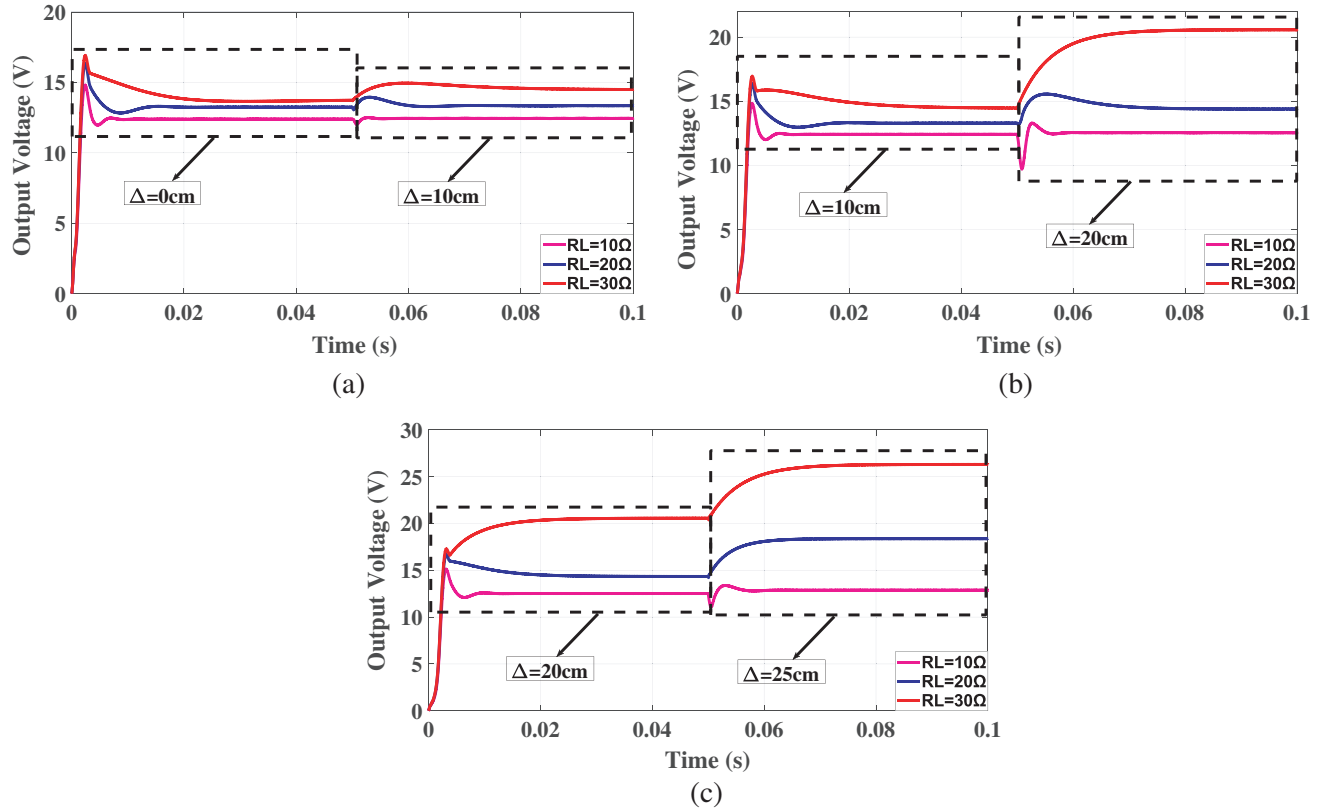 20
15
10
5
0
Output Voltage (V)
Δ=0cm
Δ=10cm
RL=10Ω
RL=20Ω
RL=30Ω
0 0.02 0.04 0.06 0.08 0.1
Time (s)
(a)
20
15
10
5
0
Output Voltage (V)
Δ=10cm
Δ=20cm
RL=10Ω
RL=20Ω
RL=30Ω
0 0.02 0.04 0.06 0.08 0.1
Time (s)
(b)
30
25
20
15
10
5
0
Output Voltage (V)
Δ=20cm
Δ=25cm
RL=10Ω
RL=20Ω
RL=30Ω
0 0.02 0.04 0.06 0.08 0.1
Time (s)
(c)